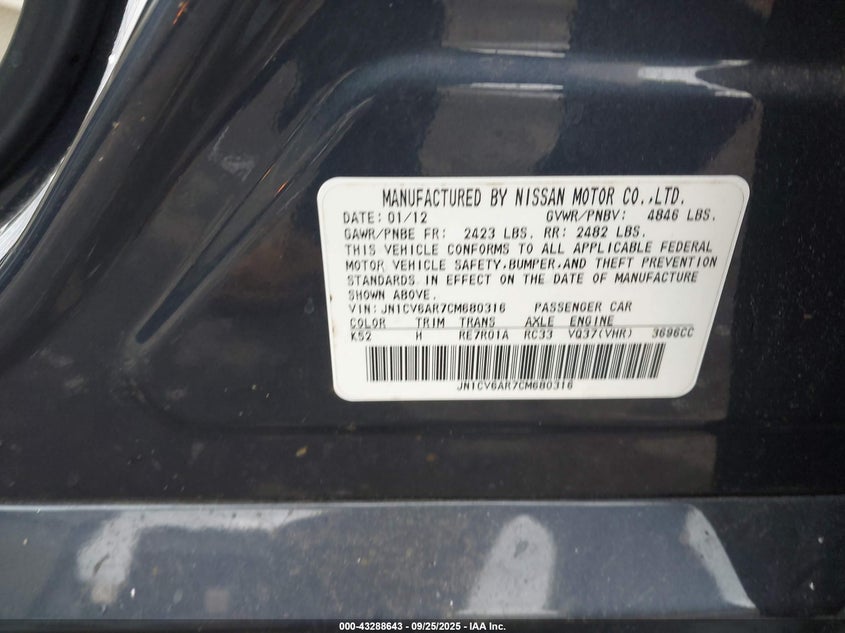 MANUFACTURED BY NISSAN MOTOR CO.,LTD.
DATE: 01/12 GVWR/PNBV: 4846 LBS.
GAWR/PNBE FR: 2423 LBS. RR: 2482 LBS.
THIS VEHICLE CONFORMS TO ALL APPLICABLE FEDERAL
MOTOR VEHICLE SAFETY,BUMPER,AND THEFT PREVENTION
STANDARDS IN EFFECT ON THE DATE OF MANUFACTURE
SHOWN ABOVE.
VIN: JN1CV6AR7CM680316 PASSENGER CAR
COLOR TRIM TRANS AXLE ENGINE
K52 H RE7R01A RC33 VQ37(VHR) 3696CC
JN1CV6AR7CM680316
000-43288643 - 09/25/2025 - IAA Inc.